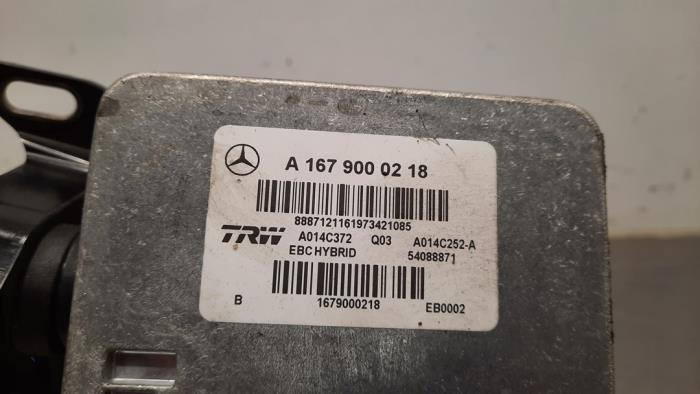 A 167 900 02 18
8887121161973421085
TRW A014C372 Q03 A014C252-A
EBC HYBRID 54088871
B 1679000218 EB0002